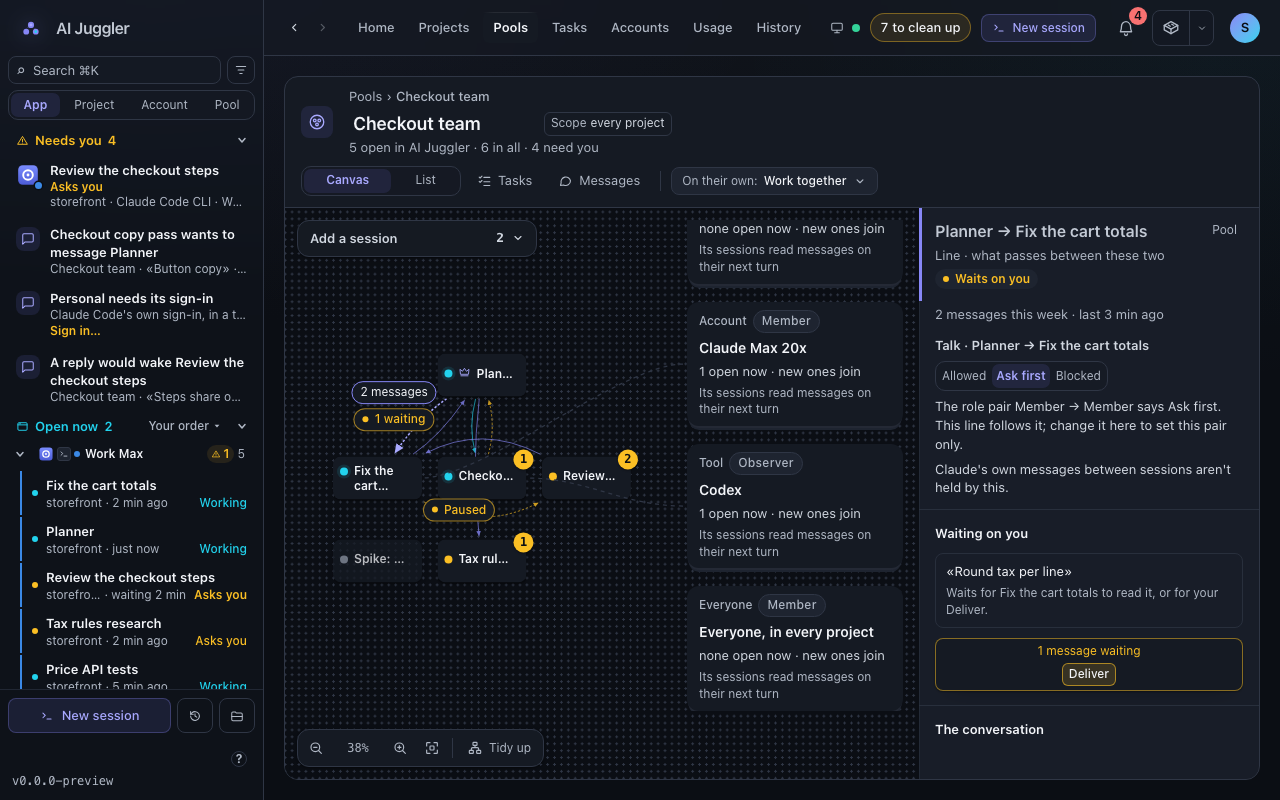 AI Juggler
Search ⌘K
App Project Account Pool
Needs you 4
Review the checkout steps
Asks you
storefront · Claude Code CLI · W…
Checkout copy pass wants to
message Planner
Checkout team · «Button copy» ·…
Personal needs its sign-in
Claude Code's own sign-in, in a t…
Sign in…
A reply would wake Review the
checkout steps
Checkout team · «Steps share o…
Open now 2 Your order
Work Max 1 5
Fix the cart totals
storefront · 2 min ago Working
Planner
storefront · just now Working
Review the checkout steps
storefro… · waiting 2 min Asks you
Tax rules research
storefront · 2 min ago Asks you
Price API tests
storefront · 5 min ago Working
New session
?
v0.0.0-preview
Home Projects Pools Tasks Accounts Usage History
7 to clean up
New session
4
S
Pools › Checkout team
Checkout team
Scope every project
5 open in AI Juggler · 6 in all · 4 need you
Canvas List Tasks Messages
On their own: Work together
Add a session 2
Plan…
2 messages
1 waiting
Fix the
cart…
Checko…
1
Review…
2
Paused
Spike: …
Tax rul…
1
none open now · new ones join
Its sessions read messages on
their next turn
Account Member
Claude Max 20x
1 open now · new ones join
Its sessions read messages on
their next turn
Tool Observer
Codex
1 open now · new ones join
Its sessions read messages on
their next turn
Everyone Member
Everyone, in every project
none open now · new ones join
Its sessions read messages on
their next turn
38%
Tidy up
Planner → Fix the cart totals
Pool
Line · what passes between these two
Waits on you
2 messages this week · last 3 min ago
Talk · Planner → Fix the cart totals
Allowed Ask first Blocked
The role pair Member → Member says Ask first.
This line follows it; change it here to set this pair
only.
Claude's own messages between sessions aren't
held by this.
Waiting on you
«Round tax per line»
Waits for Fix the cart totals to read it, or for your
Deliver.
1 message waiting
Deliver
The conversation